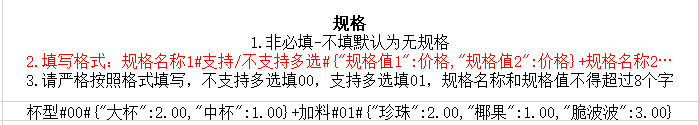 规格
1.非必填-不填默认为无规格
2.填写格式：规格名称1#支持/不支持多选#{"规格值1":价格,"规格值2":价格}+规格名称2…
3.请严格按照格式填写，不支持多选填00，支持多选填01，规格名称和规格值不得超过8个字
杯型#00#{"大杯":2.00,"中杯":1.00}+加料#01#{"珍珠":2.00,"椰果":1.00,"脆波波":3.00}